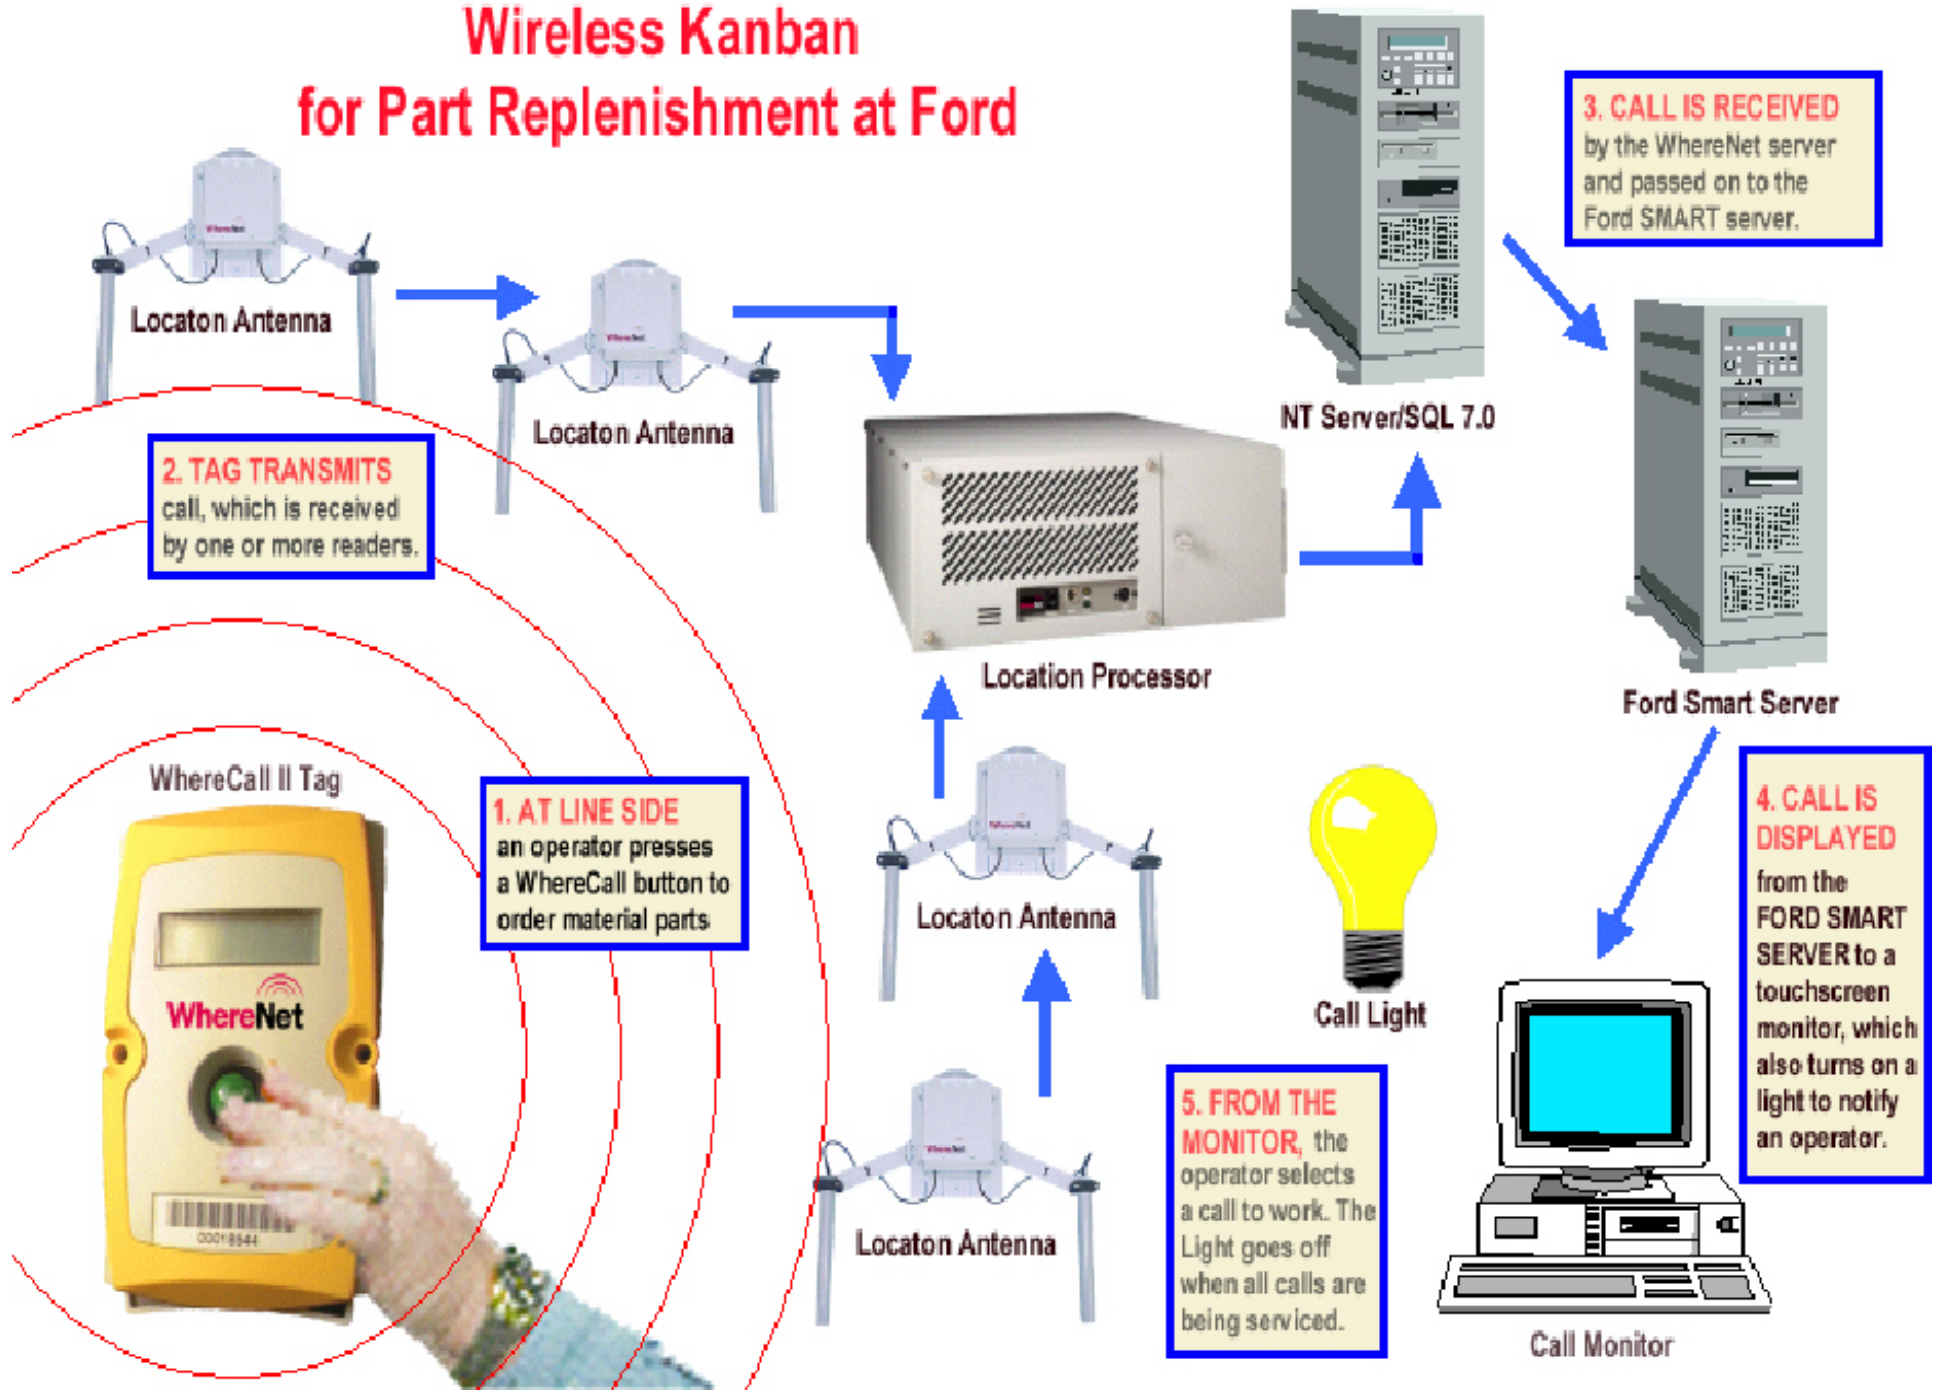 Wireless Kanban
for Part Replenishment at Ford
3. CALL IS RECEIVED
by the WhereNet server
and passed on to the
Ford SMART server.
Locaton Antenna
Locaton Antenna
NT Server/SQL 7.0
2. TAG TRANSMITS
call, which is received
by one or more readers.
Location Processor
Ford Smart Server
WhereCall II Tag
1. AT LINE SIDE
an operator presses
a WhereCall button to
order material parts
WhereNet
00018944
Locaton Antenna
Locaton Antenna
Call Light
4. CALL IS
DISPLAYED
from the
FORD SMART
SERVER to a
touchscreen
monitor, which
also turns on a
light to notify
an operator.
5. FROM THE
MONITOR, the
operator selects
a call to work. The
Light goes off
when all calls are
being serviced.
Call Monitor